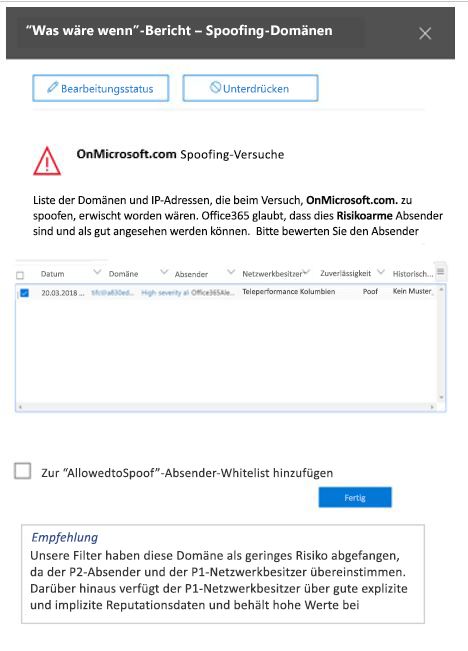 “Was wäre wenn”-Bericht – Spoofing-Domänen
Bearbeitungsstatus
Unterdrücken
OnMicrosoft.com Spoofing-Versuche
Liste der Domänen und IP-Adressen, die beim Versuch, OnMicrosoft.com. zu
spoofen, erwischt worden wären. Office365 glaubt, dass dies Risikoarme Absender
sind und als gut angesehen werden können. Bitte bewerten Sie den Absender
Datum Domäne Absender Netzwerkbesitzer Zuverlässigkeit Historisch...
20.03.2018 ... High severity al Office365Ale... Teleperformance Kolumbien Poof Kein Muster
Zur “AllowedtoSpoof”-Absender-Whitelist hinzufügen
Fertig
Empfehlung
Unsere Filter haben diese Domäne als geringes Risiko abgefangen,
da der P2-Absender und der P1-Netzwerkbesitzer übereinstimmen.
Darüber hinaus verfügt der P1-Netzwerkbesitzer über gute explizite
und implizite Reputationsdaten und behält hohe Werte bei